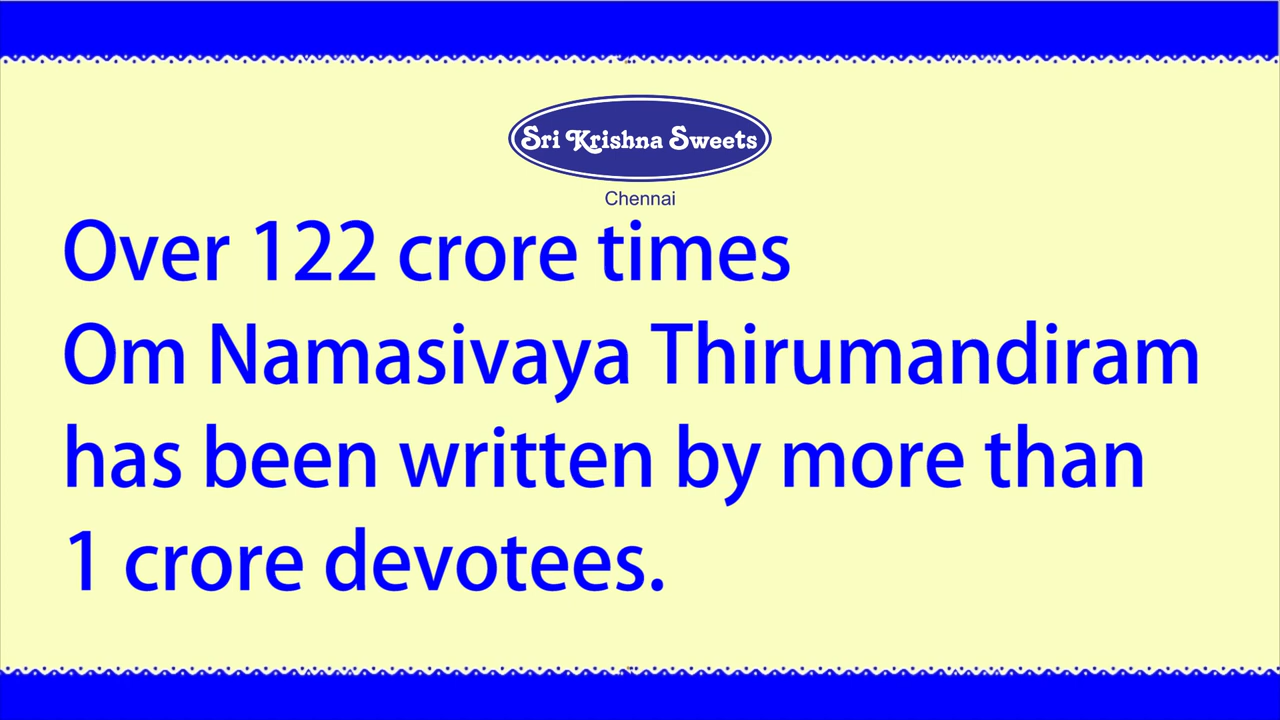 Sri Krishna Sweets
Chennai
Over 122 crore times
Om Namasivaya Thirumandiram
has been written by more than
1 crore devotees.